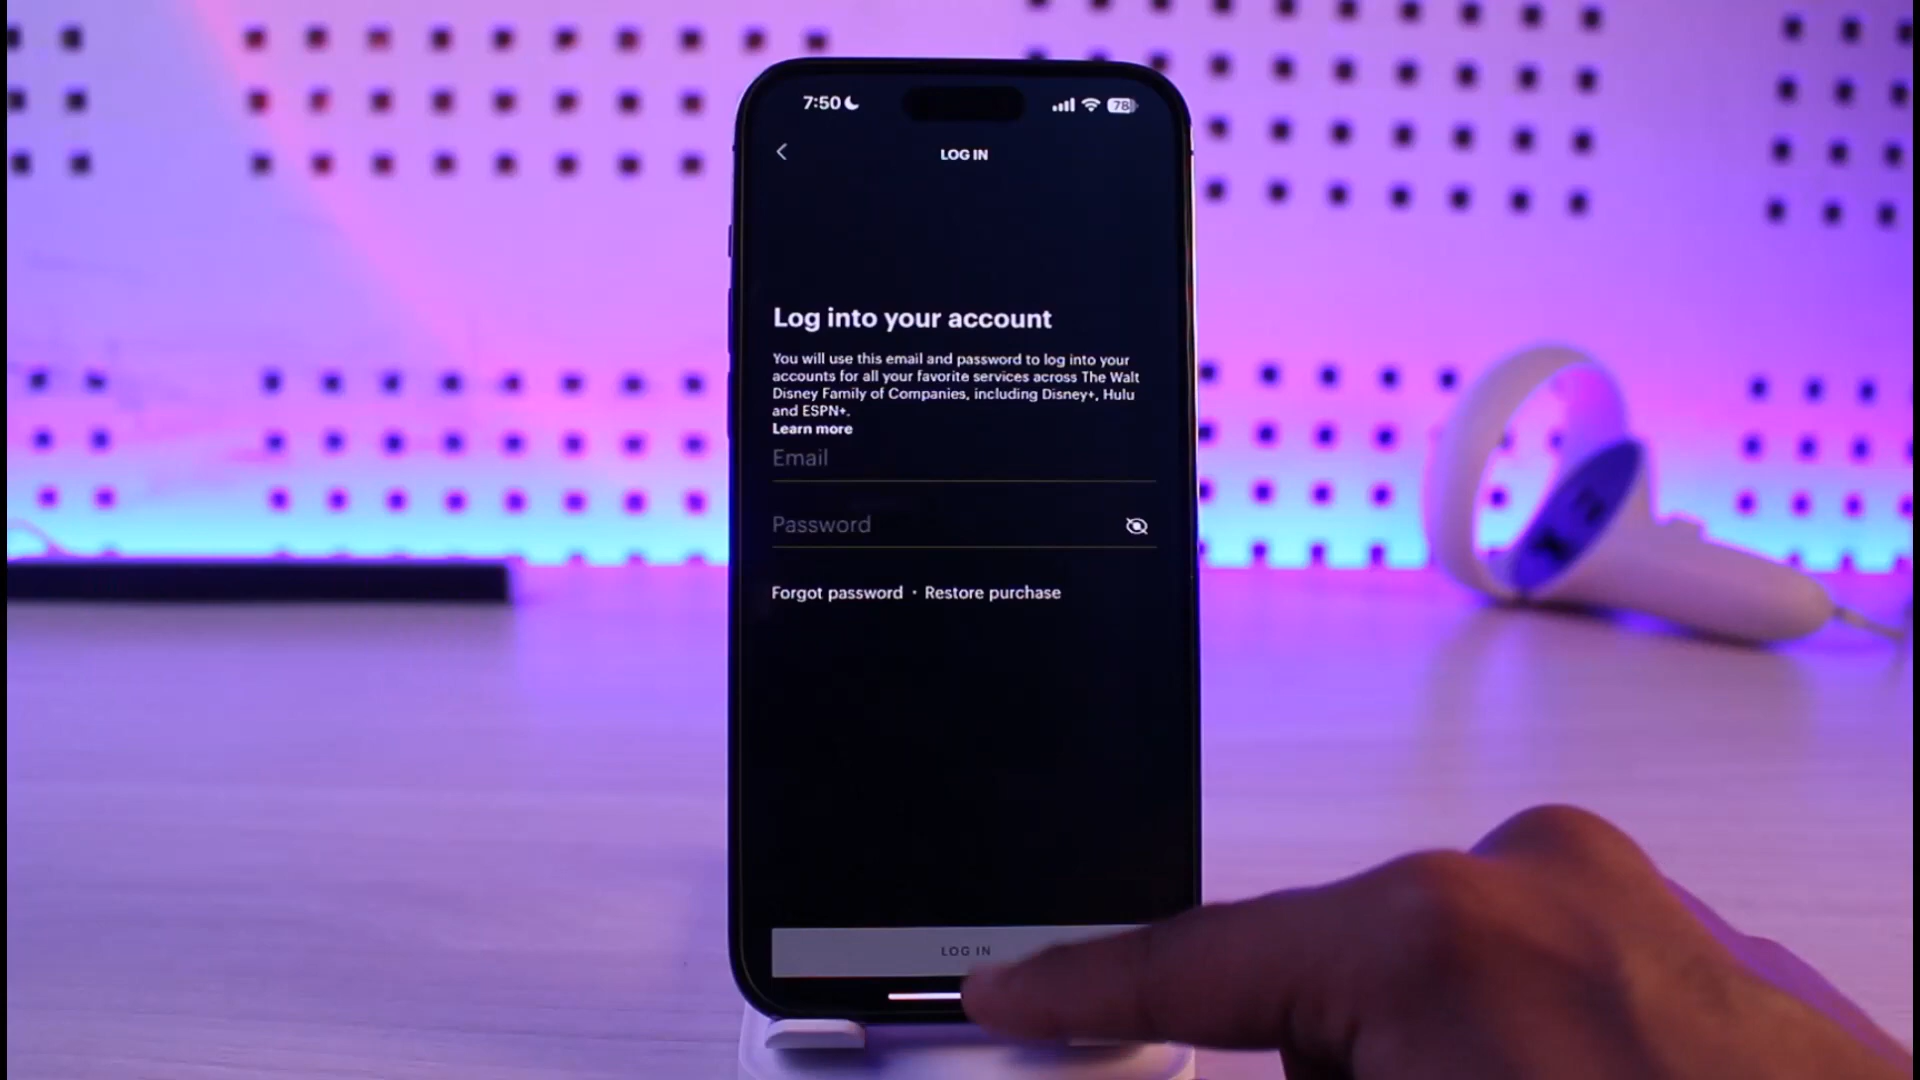 7:50
78
LOG IN
Log into your account
You will use this email and password to log into your
accounts for all your favorite services across The Walt
Disney Family of Companies, including Disney+, Hulu
and ESPN+.
Learn more
Email
Password
Forgot password · Restore purchase
LOG IN